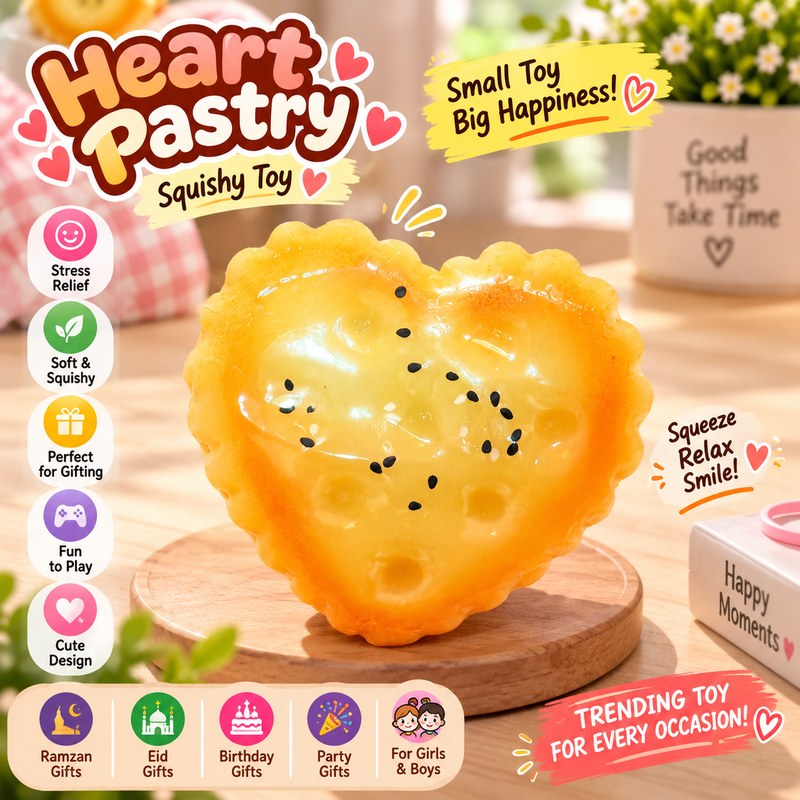 Heart
Pastry
Squishy Toy
Small Toy
Big Happiness!
Good
Things
Take Time
Stress
Relief
Soft &
Squishy
Perfect
for Gifting
Fun
to Play
Cute
Design
Squeeze
Relax
Smile!
Happy
Moments
Ramzan
Gifts
Eid
Gifts
Birthday
Gifts
Party
Gifts
For Girls
& Boys
TRENDING TOY
FOR EVERY OCCASION!